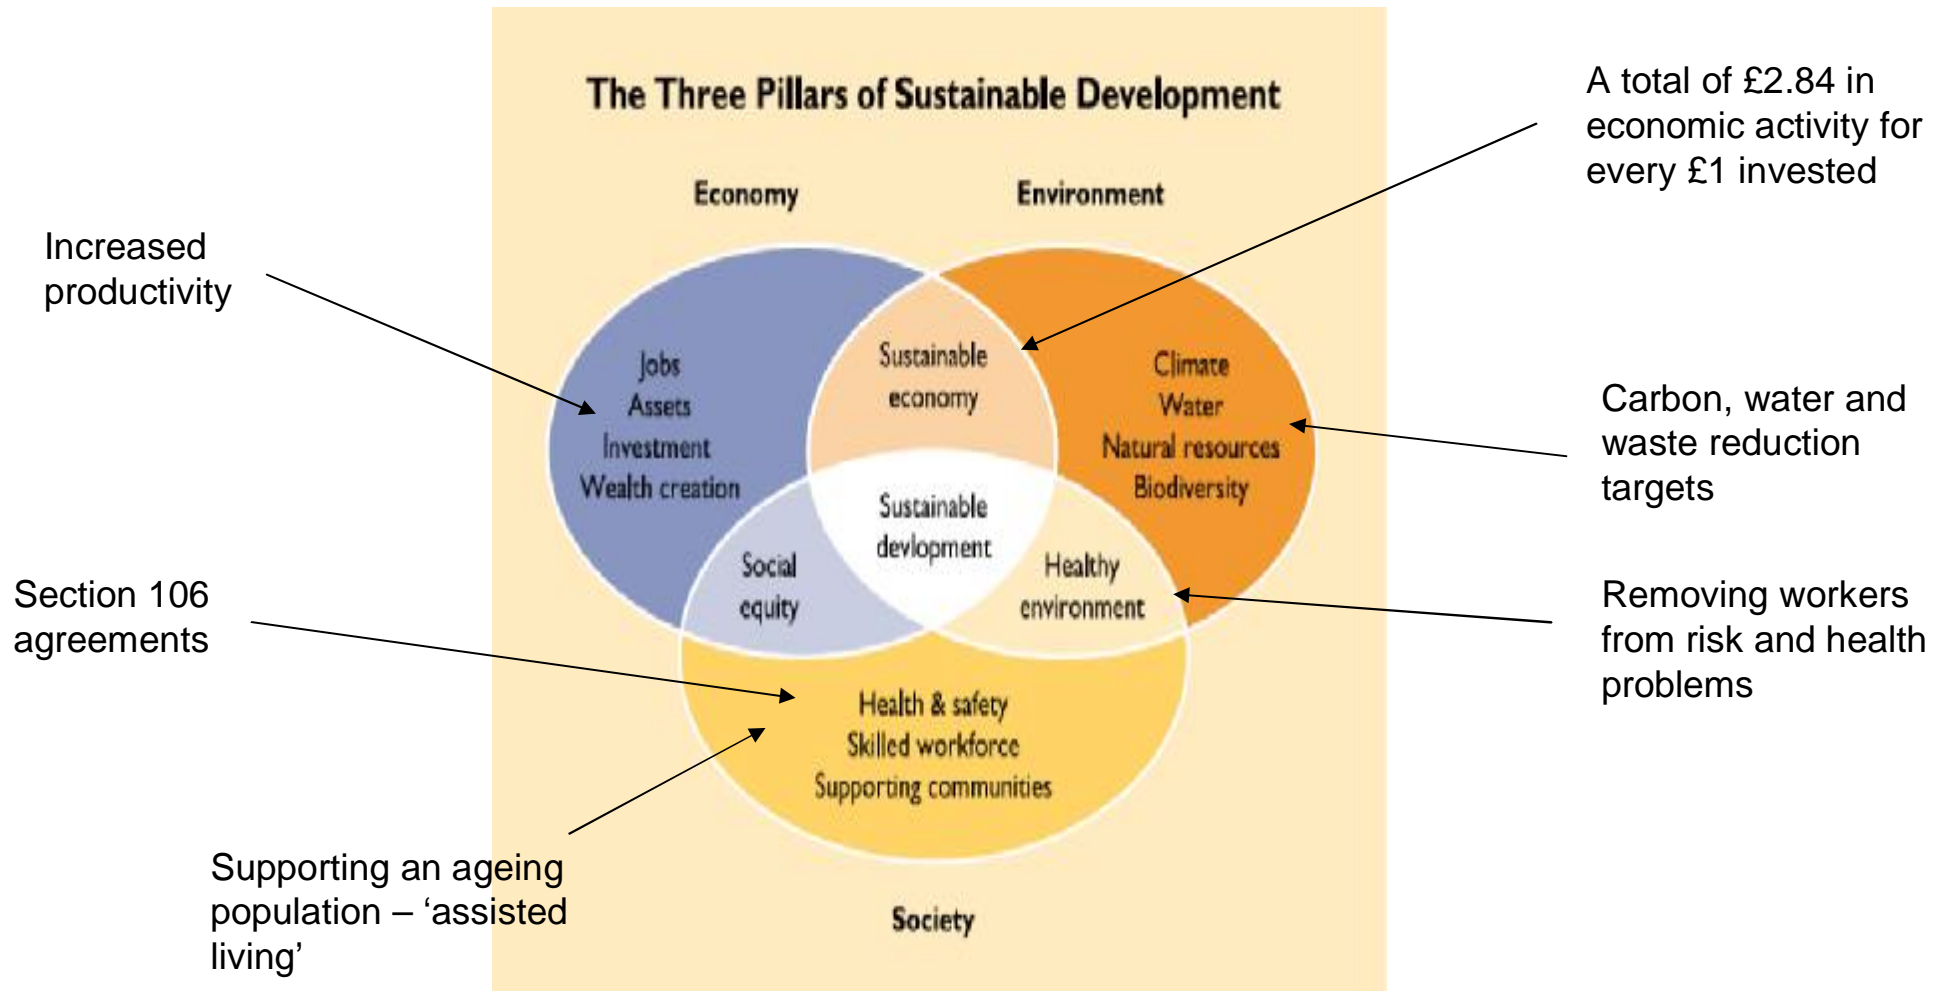 The Three Pillars of Sustainable Development
A total of £2.84 in
economic activity for
every £1 invested
Economy
Environment
Increased
productivity
Jobs
Assets
Investment
Wealth creation
Sustainable
economy
Climate
Water
Natural resources
Biodiversity
Carbon, water and
waste reduction
targets
Sustainable
devlopment
Social
equity
Healthy
environment
Section 106
agreements
Removing workers
from risk and health
problems
Health & safety
Skilled workforce
Supporting communities
Supporting an ageing
population – ‘assisted
living’
Society